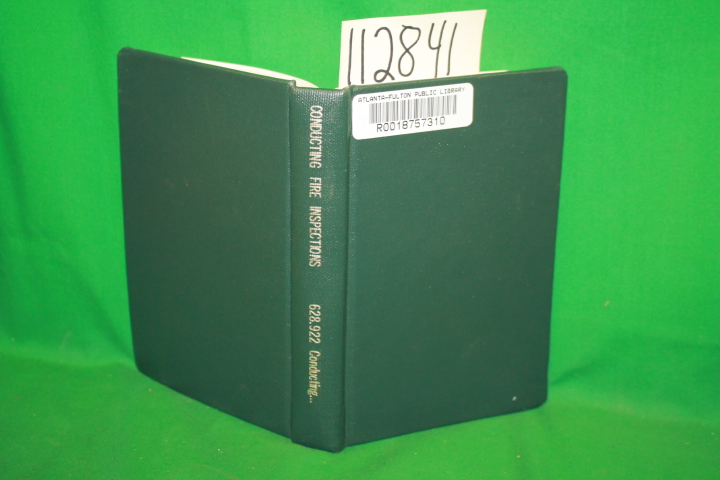 112841
ATLANTA-FULTON PUBLIC LIBRARY
R0018757310
CONDUCTING FIRE INSPECTIONS 628.922 Conducting...